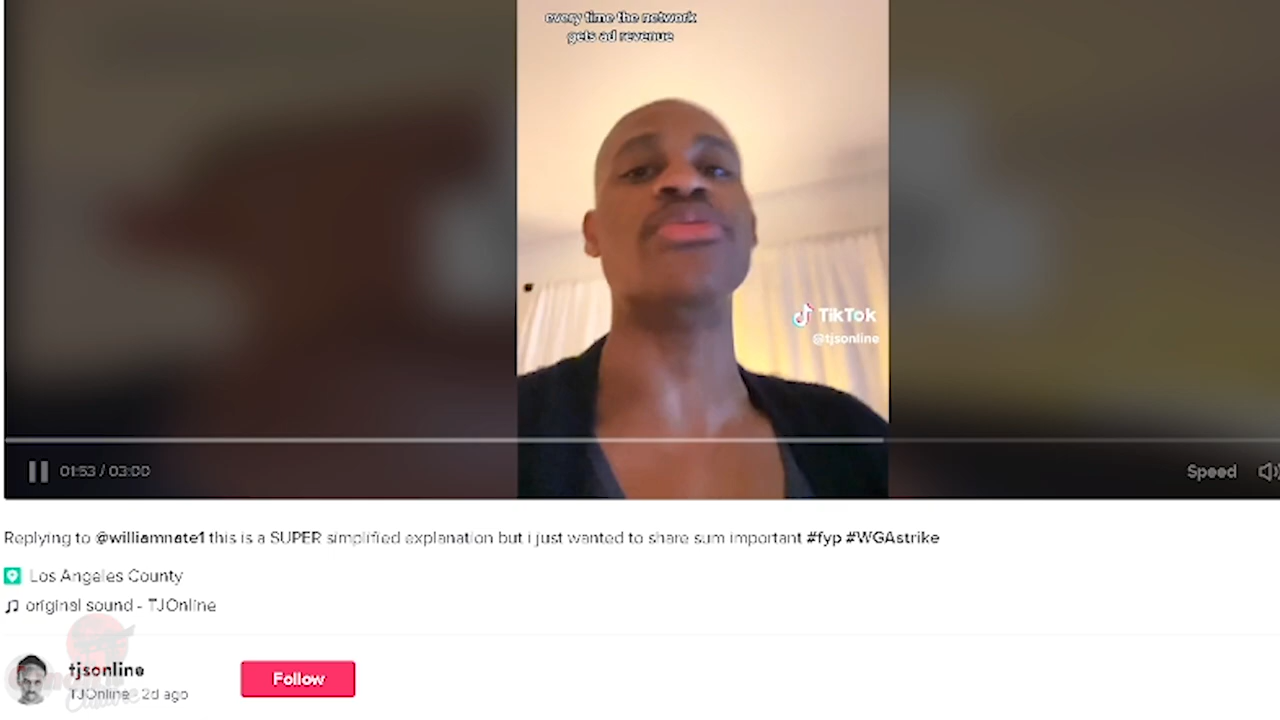 every time the network
gets ad revenue
TikTok
@tjsonline
01:53 / 03:00
Speed
Replying to @williamnate1 this is a SUPER simplified explanation but i just wanted to share sum important #fyp #WGAstrike
Los Angeles County
original sound - TJOnline
tjsonline
TJOnline · 2d ago
Follow
Culture